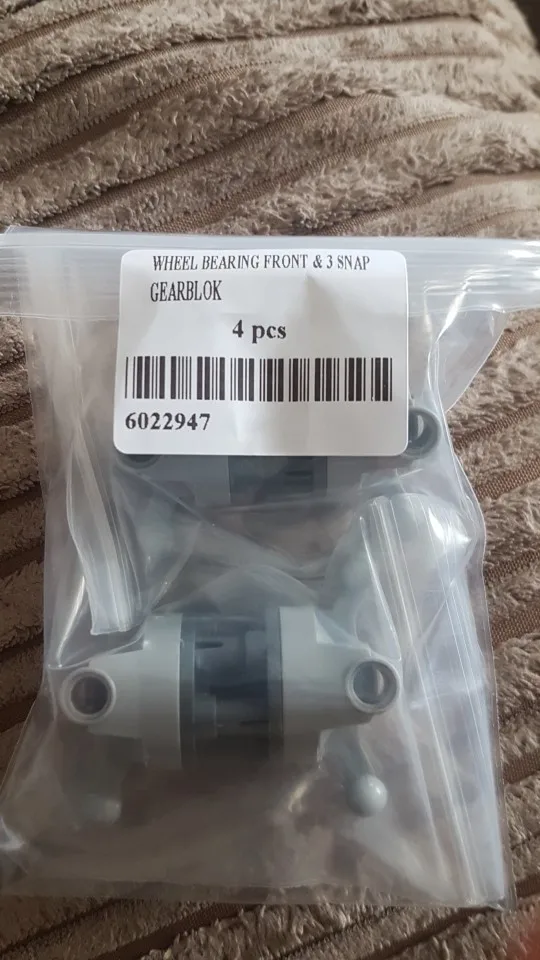 WHEEL BEARING FRONT & 3 SNAP
GEARBLOK
4 pcs
6022947